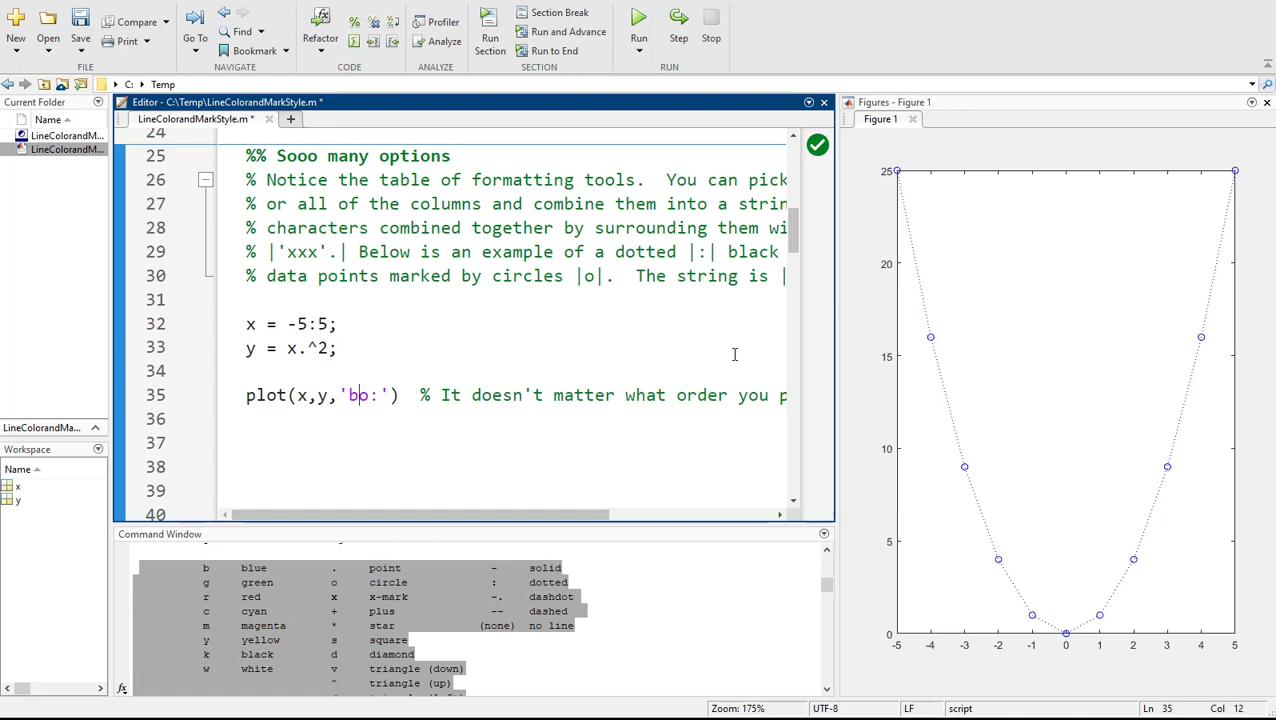 New
Open
Save
Compare
Print
FILE
Go To
Find
Bookmark
NAVIGATE
Refactor
CODE
Profiler
Analyze
ANALYZE
Run Section
Section Break
Run and Advance
Run to End
SECTION
Run
Step
Stop
RUN
C:
Temp
Current Folder
Name
LineColorandM...
LineColorandM...
LineColorandMa...
Workspace
Name
x
y
Editor - C:\Temp\LineColorandMarkStyle.m *
LineColorandMarkStyle.m *
24
25 %% Sooo many options
26 % Notice the table of formatting tools.  You can pick
27 % or all of the columns and combine them into a strin
28 % characters combined together by surrounding them wi
29 % |'xxx'.| Below is an example of a dotted |:| black
30 % data points marked by circles |o|.  The string is |
31
32 x = -5:5;
33 y = x.^2;
34
35 plot(x,y,'bo:')  % It doesn't matter what order you p
36
37
38
39
40
Command Window
b blue . point - solid
g green o circle : dotted
r red x x-mark -. dashdot
c cyan + plus -- dashed
m magenta * star (none) no line
y yellow s square
k black d diamond
w white v triangle (down)
^ triangle (up)
fx
Figures - Figure 1
Figure 1
25
20
15
10
5
0
-5 -4 -3 -2 -1 0 1 2 3 4 5
Zoom: 175%
UTF-8
LF
script
Ln 35
Col 12